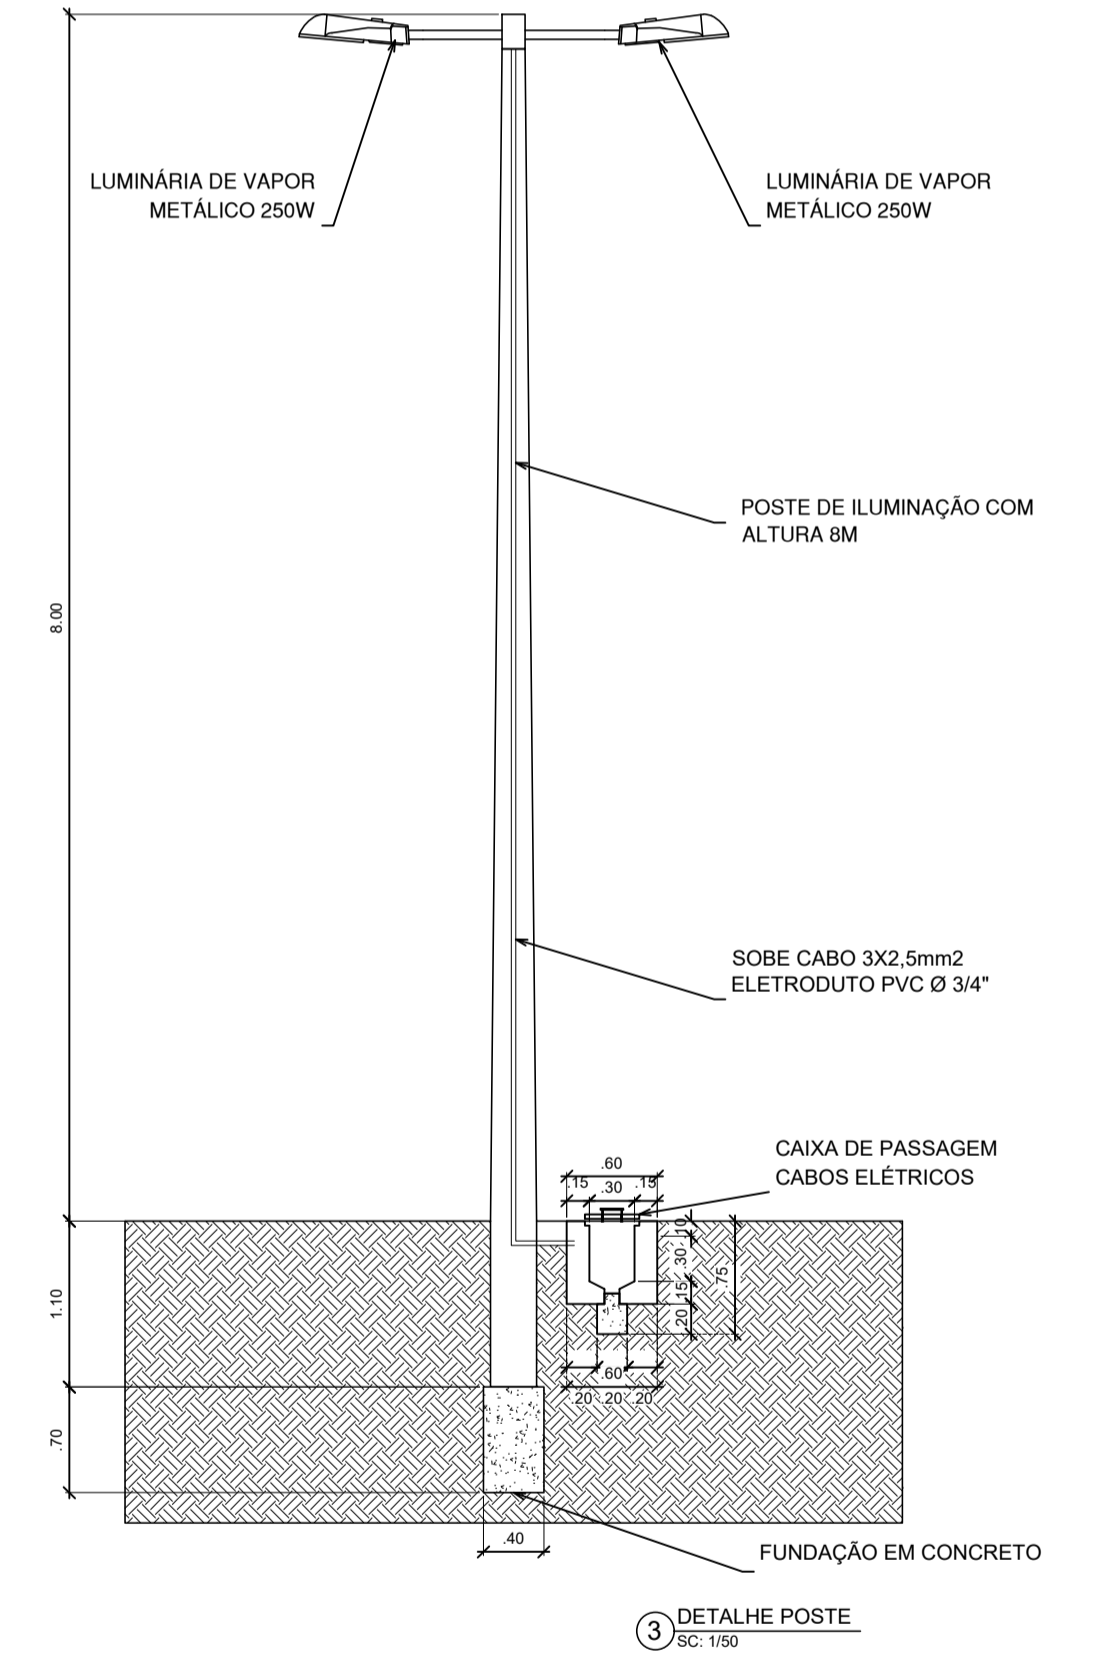 LUMINÁRIA DE VAPOR
METÁLICO 250W
LUMINÁRIA DE VAPOR
METÁLICO 250W
POSTE DE ILUMINAÇÃO COM
ALTURA 8M
8.00
SOBE CABO 3X2,5mm2
ELETRODUTO PVC Ø 3/4"
CAIXA DE PASSAGEM
CABOS ELÉTRICOS
.60
.15 .30 .15
.10
.30
.15
.20
.75
1.10
.60
.20 .20 .20
.70
.40
FUNDAÇÃO EM CONCRETO
3 DETALHE POSTE
SC: 1/50